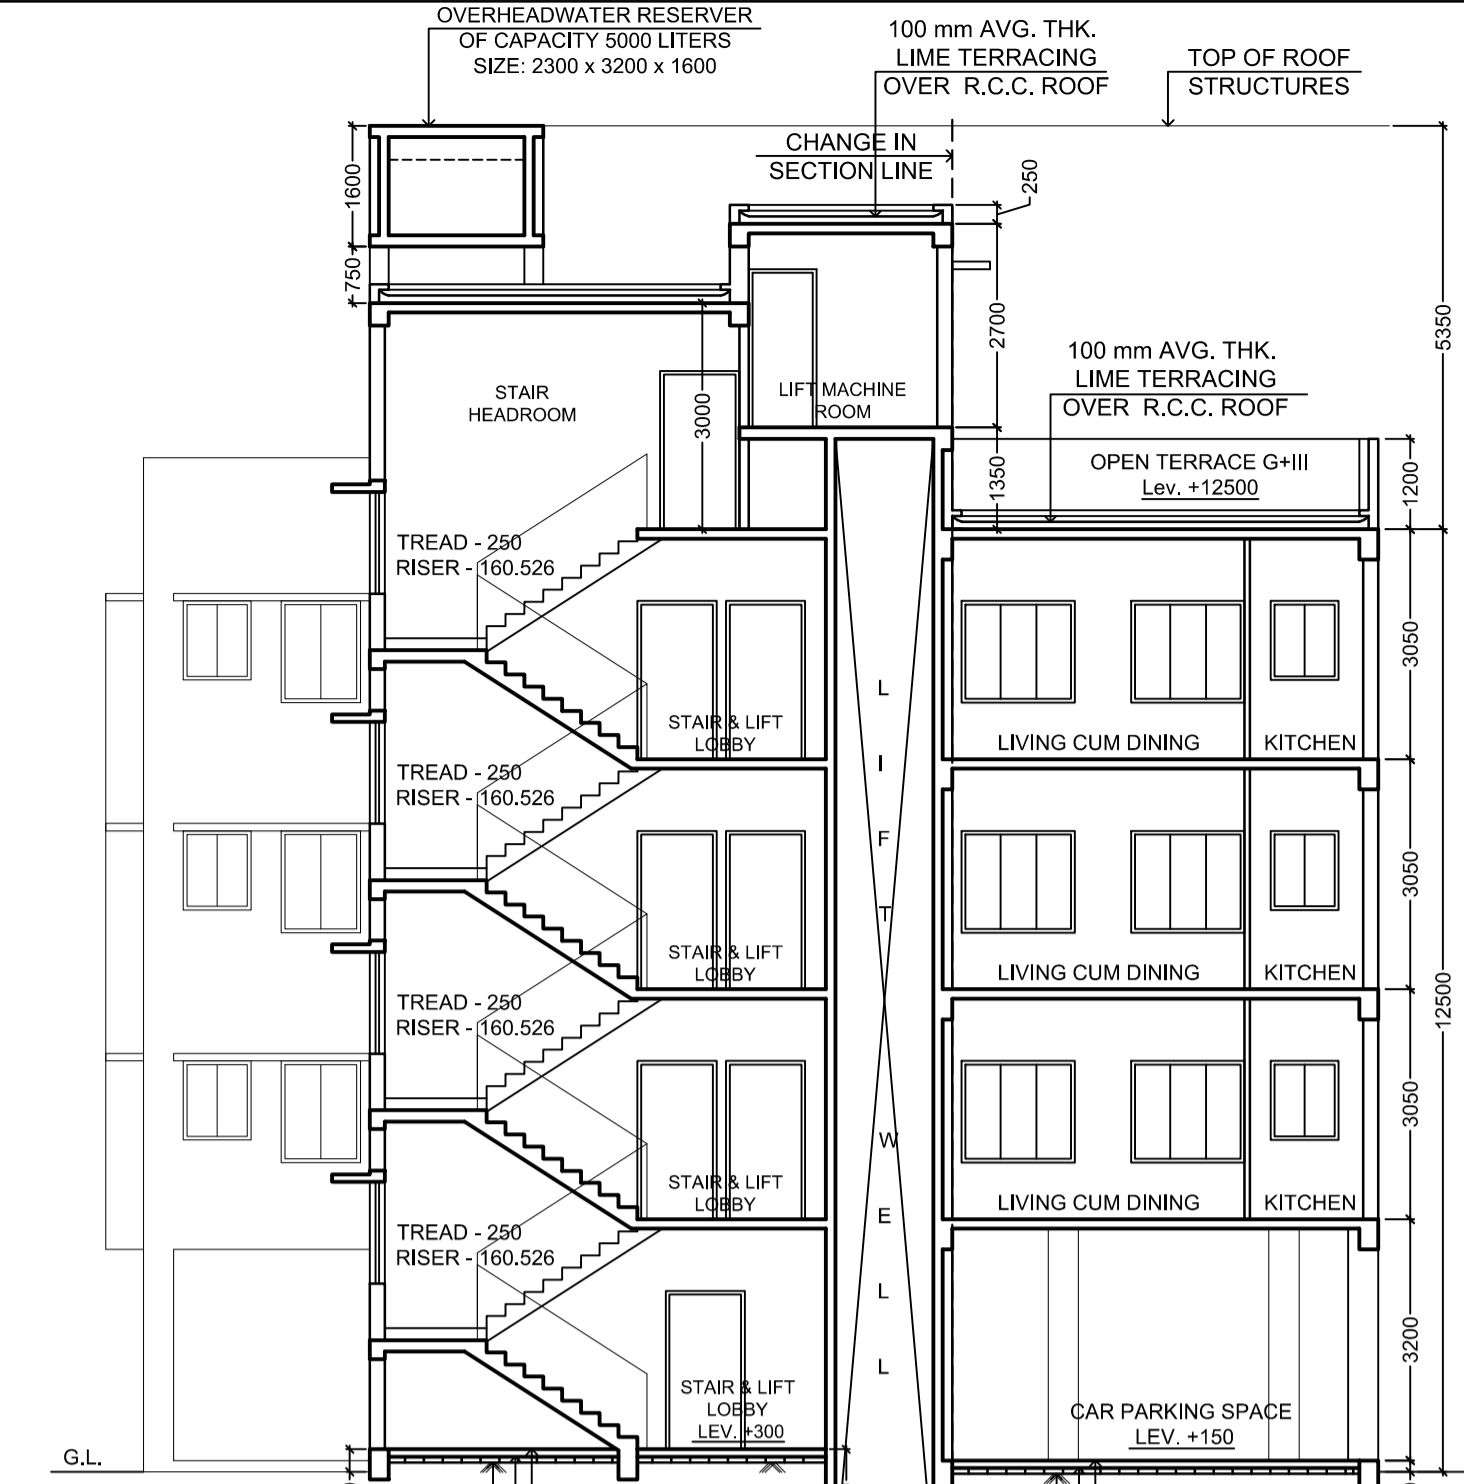 OVERHEADWATER RESERVER
OF CAPACITY 5000 LITERS
SIZE: 2300 x 3200 x 1600
100 mm AVG. THK.
LIME TERRACING
OVER R.C.C. ROOF
TOP OF ROOF
STRUCTURES
CHANGE IN
SECTION LINE
250
1600
750
2700
5350
100 mm AVG. THK.
LIME TERRACING
OVER R.C.C. ROOF
STAIR
HEADROOM
3000
LIFT MACHINE
ROOM
1350
OPEN TERRACE G+III
Lev. +12500
1200
TREAD - 250
RISER - 160.526
3050
STAIR & LIFT
LOBBY
LIVING CUM DINING
KITCHEN
TREAD - 250
RISER - 160.526
3050
STAIR & LIFT
LOBBY
LIVING CUM DINING
KITCHEN
12500
TREAD - 250
RISER - 160.526
3050
STAIR & LIFT
LOBBY
LIVING CUM DINING
KITCHEN
L
I
F
T
W
E
L
L
TREAD - 250
RISER - 160.526
3200
STAIR & LIFT
LOBBY
LEV. +300
CAR PARKING SPACE
LEV. +150
G.L.